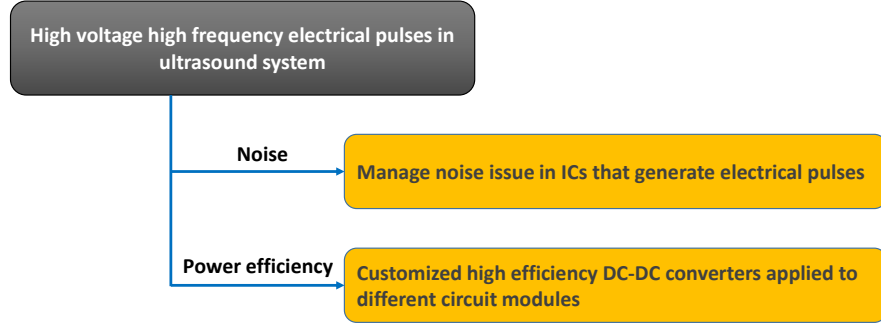 High voltage high frequency electrical pulses in
ultrasound system
Noise
Manage noise issue in ICs that generate electrical pulses
Power efficiency
Customized high efficiency DC-DC converters applied to
different circuit modules